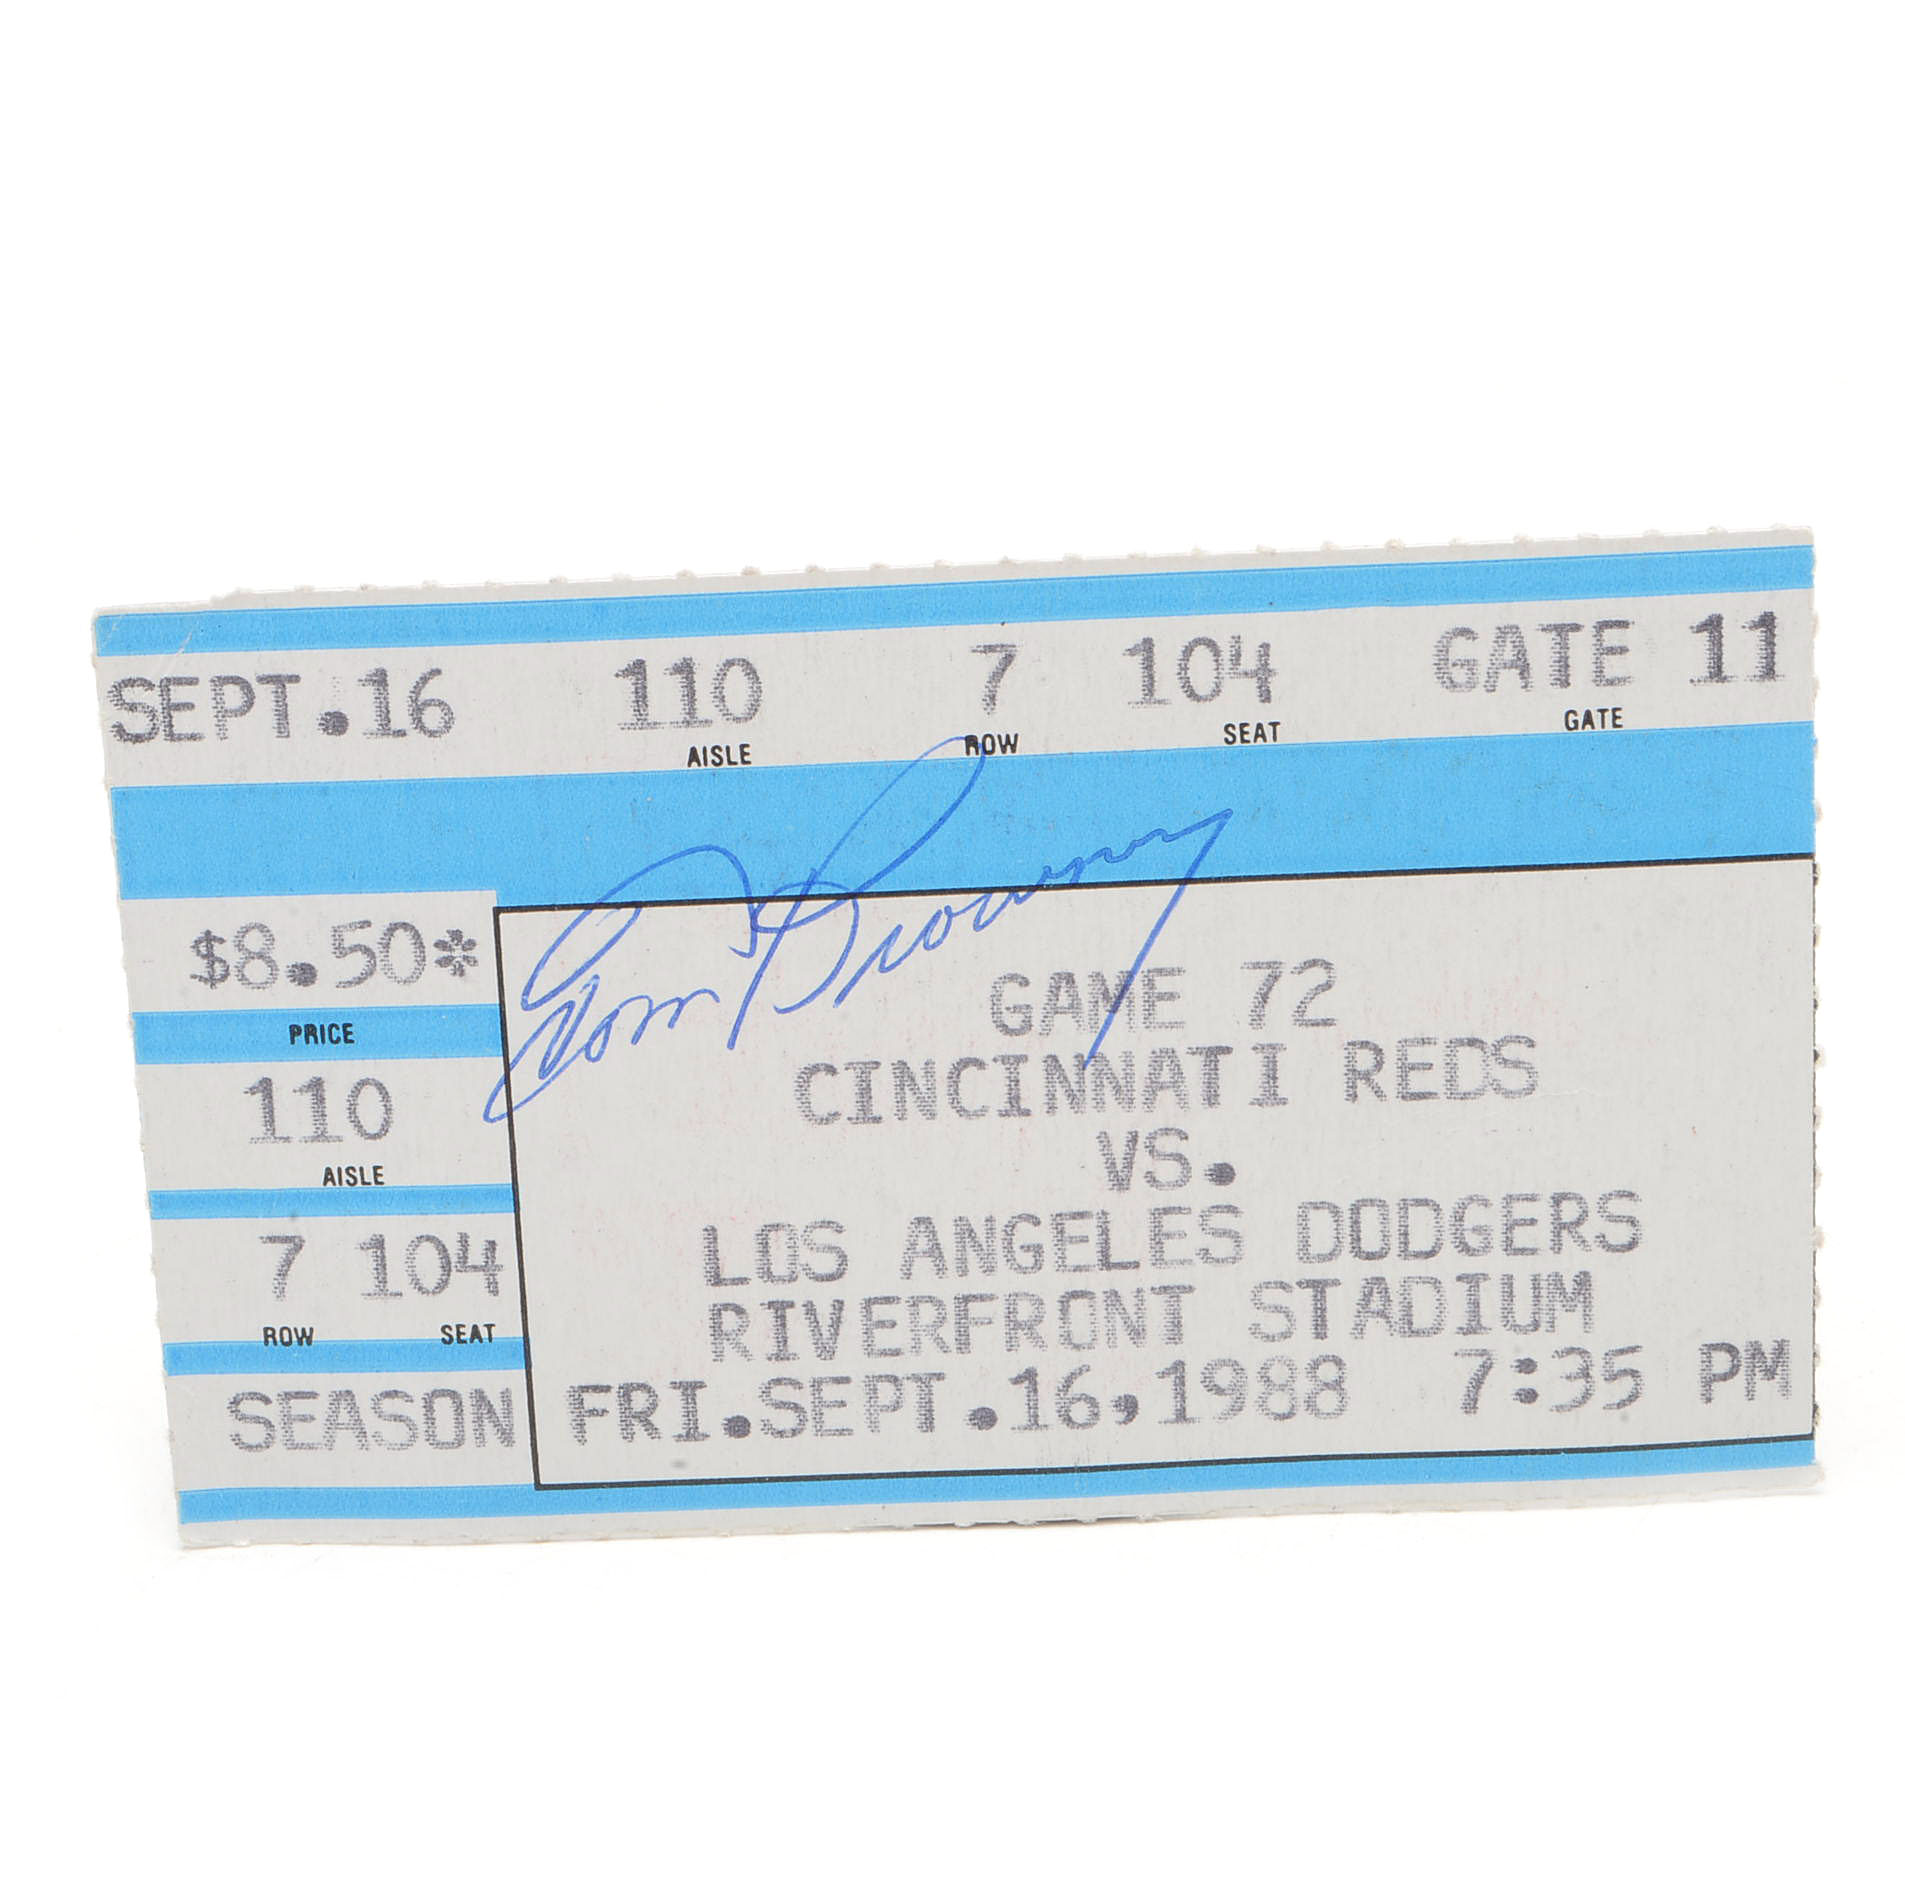 SEPT.16 110 7 104 GATE 11
AISLE ROW SEAT GATE
Tom Browning
$8.50*
PRICE
110
AISLE
7 104
ROW SEAT
SEASON
GAME 72
CINCINNATI REDS
VS.
LOS ANGELES DODGERS
RIVERFRONT STADIUM
FRI.SEPT.16,1988 7:35 PM